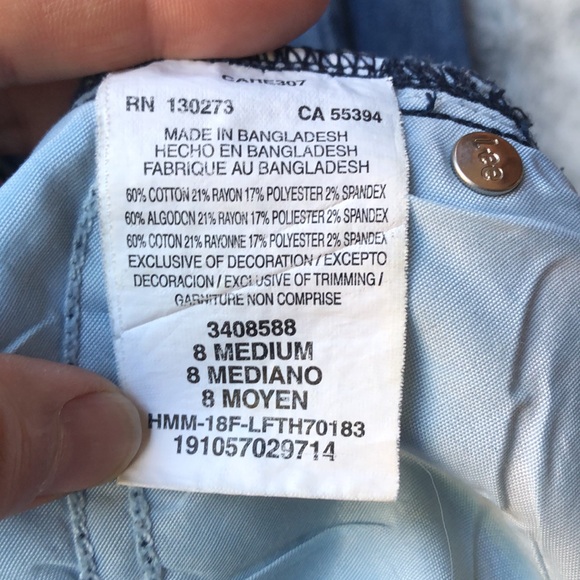 CARE307
RN 130273 CA 55394
MADE IN BANGLADESH
HECHO EN BANGLADESH
FABRIQUE AU BANGLADESH
60% COTTON 21% RAYON 17% POLYESTER 2% SPANDEX
60% ALGODON 21% RAYON 17% POLIESTER 2% SPANDEX
60% COTON 21% RAYONNE 17% POLYESTER 2% SPANDEX
EXCLUSIVE OF DECORATION / EXCEPTO
DECORACION / EXCLUSIVE OF TRIMMING /
GARNITURE NON COMPRISE
3408588
8 MEDIUM
8 MEDIANO
8 MOYEN
HMM-18F-LFTH70183
191057029714
Lee